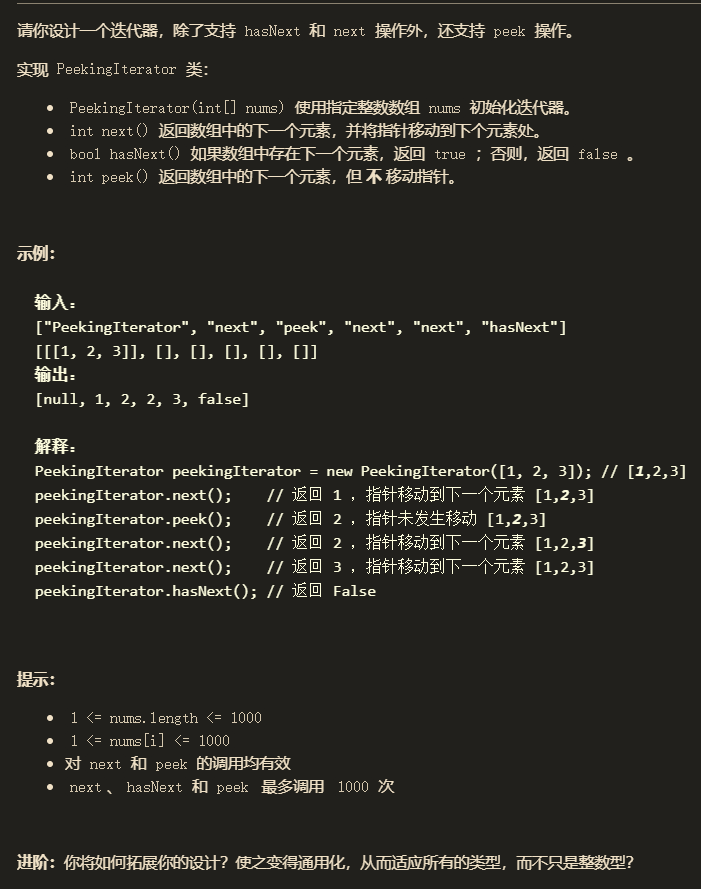 请你设计一个迭代器，除了支持 hasNext 和 next 操作外，还支持 peek 操作。
实现 PeekingIterator 类：
• PeekingIterator(int[] nums) 使用指定整数数组 nums 初始化迭代器。
• int next() 返回数组中的下一个元素，并将指针移动到下个元素处。
• bool hasNext() 如果数组中存在下一个元素，返回 true ；否则，返回 false 。
• int peek() 返回数组中的下一个元素，但 不 移动指针。
示例：
输入：
["PeekingIterator", "next", "peek", "next", "next", "hasNext"]
[[[1, 2, 3]], [], [], [], [], []]
输出：
[null, 1, 2, 2, 3, false]
解释：
PeekingIterator peekingIterator = new PeekingIterator([1, 2, 3]); // [1,2,3]
peekingIterator.next();    // 返回 1 ，指针移动到下一个元素 [1,2,3]
peekingIterator.peek();    // 返回 2 ，指针未发生移动 [1,2,3]
peekingIterator.next();    // 返回 2 ，指针移动到下一个元素 [1,2,3]
peekingIterator.next();    // 返回 3 ，指针移动到下一个元素 [1,2,3]
peekingIterator.hasNext(); // 返回 False
提示：
• 1 <= nums.length <= 1000
• 1 <= nums[i] <= 1000
• 对 next 和 peek 的调用均有效
• next、 hasNext 和 peek 最多调用 1000 次
进阶：你将如何拓展你的设计？使之变得通用化，从而适应所有的类型，而不只是整数型？